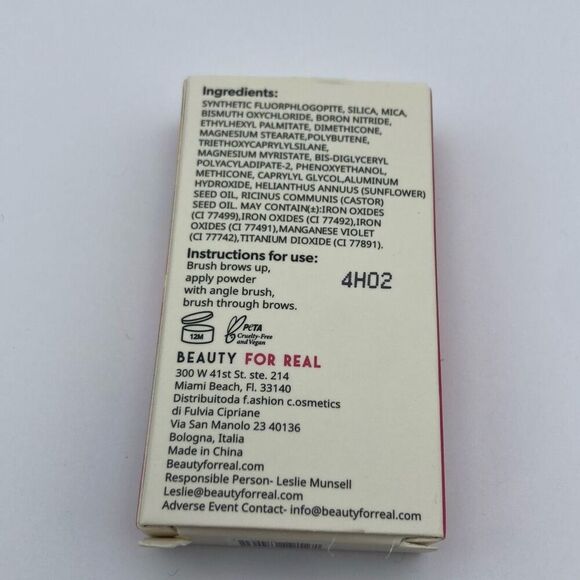 Ingredients:
SYNTHETIC FLUORPHLOGOPITE, SILICA, MICA,
BISMUTH OXYCHLORIDE, BORON NITRIDE,
ETHYLHEXYL PALMITATE, DIMETHICONE,
MAGNESIUM STEARATE,POLYBUTENE,
TRIETHOXYCAPRYLYLSILANE,
MAGNESIUM MYRISTATE, BIS-DIGLYCERYL
POLYACYLADIPATE-2, PHENOXYETHANOL,
METHICONE, CAPRYLYL GLYCOL,ALUMINUM
HYDROXIDE, HELIANTHUS ANNUUS (SUNFLOWER)
SEED OIL, RICINUS COMMUNIS (CASTOR)
SEED OIL. MAY CONTAIN(±):IRON OXIDES
(CI 77499),IRON OXIDES (CI 77492),IRON
OXIDES (CI 77491),MANGANESE VIOLET
(CI 77742),TITANIUM DIOXIDE (CI 77891).
Instructions for use:
Brush brows up,
apply powder
with angle brush,
brush through brows.
4H02
12M
PETA
Cruelty-Free
and Vegan
BEAUTY FOR REAL
300 W 41st St. ste. 214
Miami Beach, Fl. 33140
Distribuitoda f.ashion c.osmetics
di Fulvia Cipriane
Via San Manolo 23 40136
Bologna, Italia
Made in China
Beautyforreal.com
Responsible Person- Leslie Munsell
Leslie@beautyforreal.com
Adverse Event Contact- info@beautyforreal.com